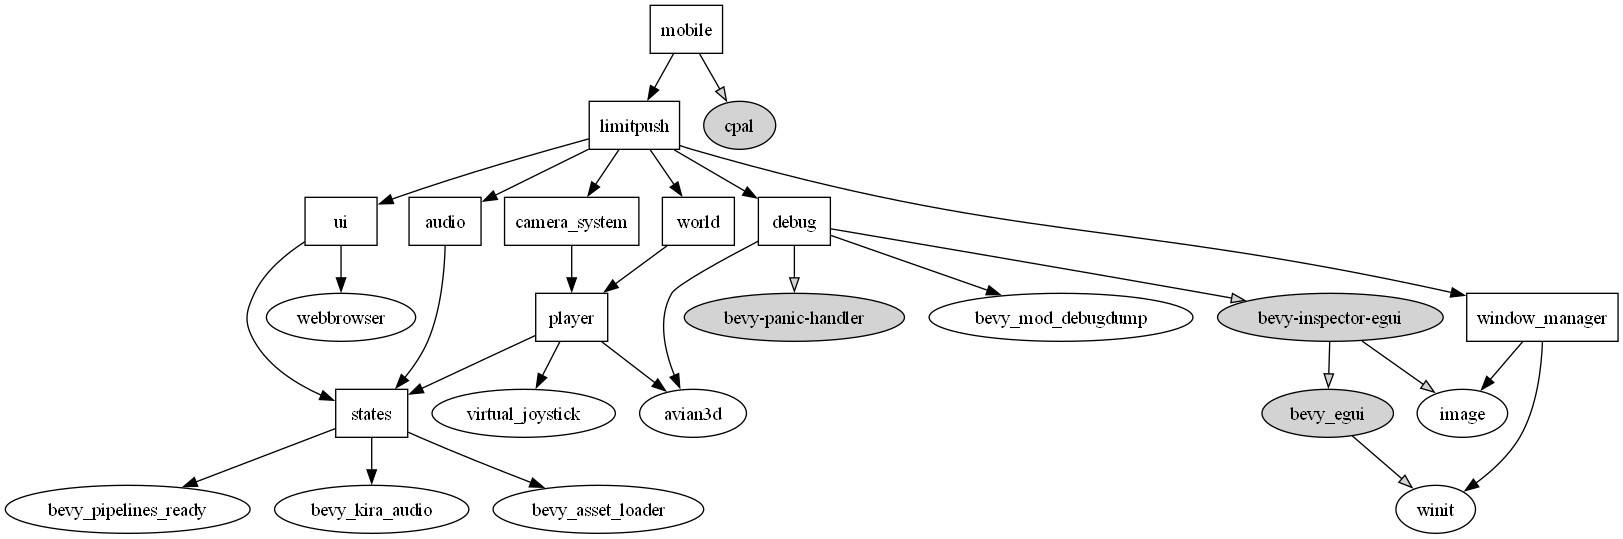 mobile
limitpush
cpal
ui
audio
camera_system
world
debug
webbrowser
player
bevy-panic-handler
bevy_mod_debugdump
bevy-inspector-egui
window_manager
states
virtual_joystick
avian3d
bevy_egui
image
bevy_pipelines_ready
bevy_kira_audio
bevy_asset_loader
winit